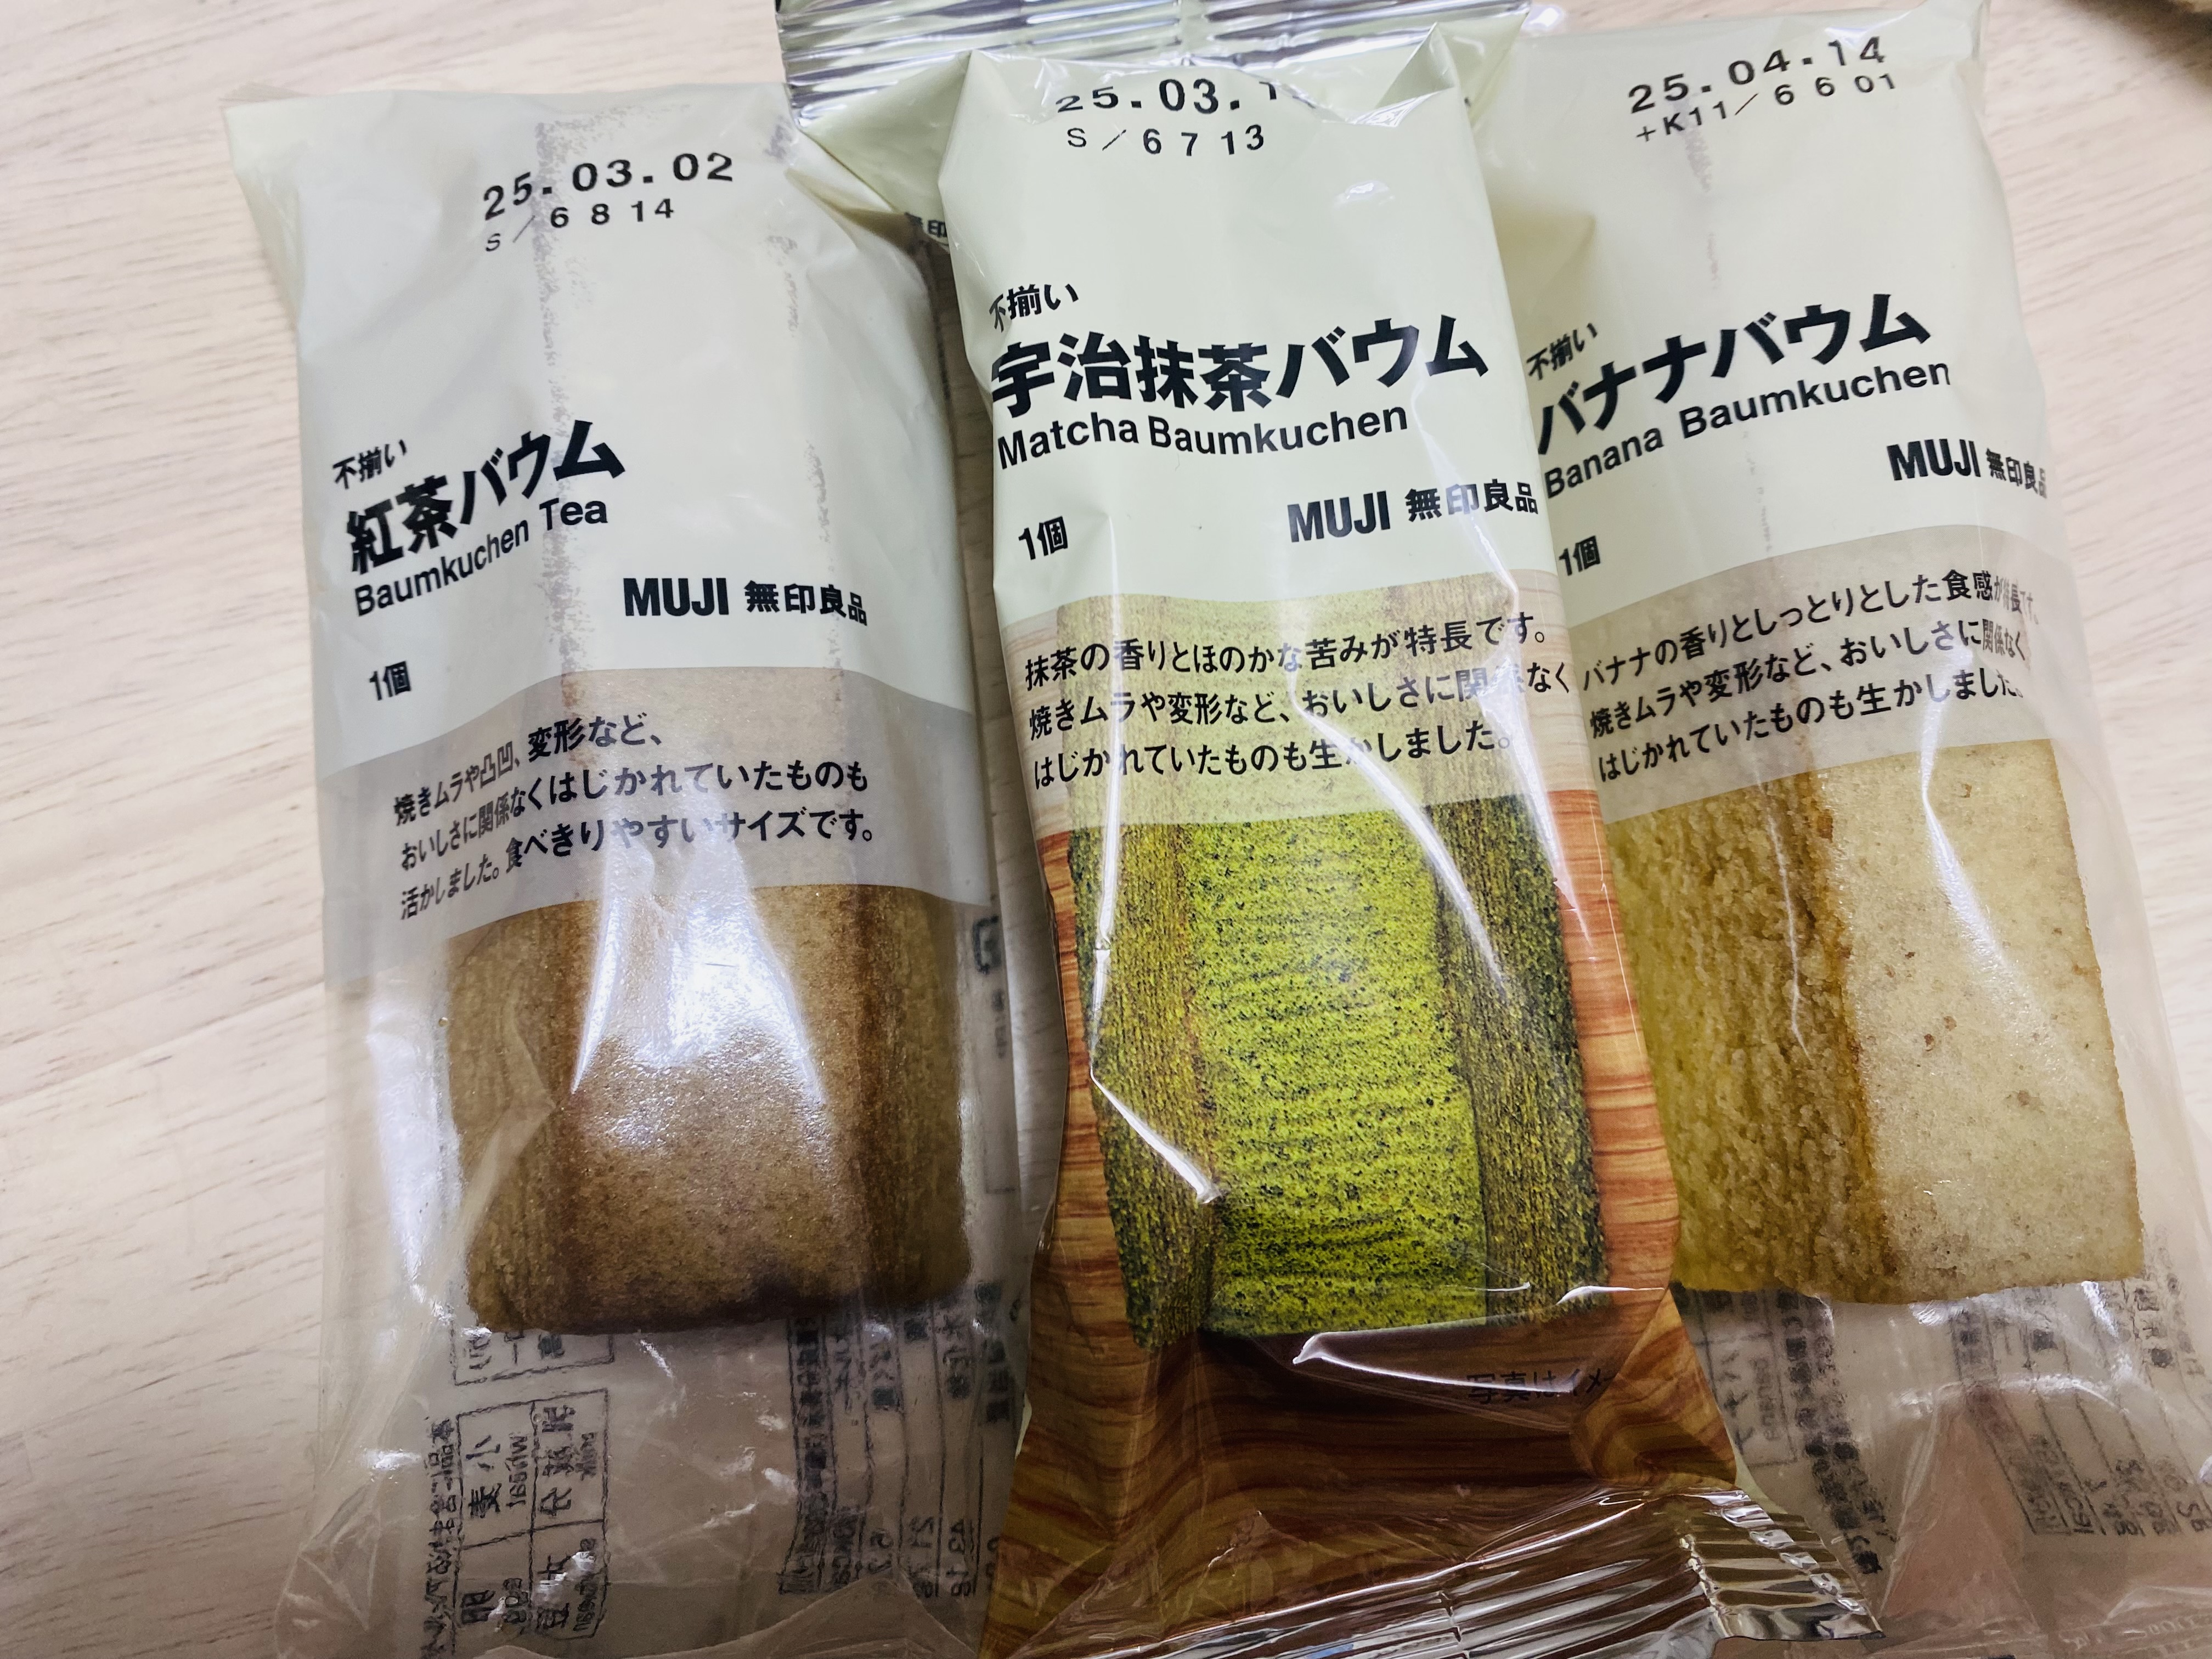 25.03.02
S/6 8 14
不揃い
紅茶バウム
Baumkuchen Tea
MUJI 無印良品
1個
焼きムラや凸凹、変形など、
おいしさに関係なくはじかれていたものも
活かしました。食べきりやすいサイズです。
25.03.
S/6 7 13
不揃い
宇治抹茶バウム
Matcha Baumkuchen
MUJI 無印良品
1個
抹茶の香りとほのかな苦みが特長です。
焼きムラや変形など、おいしさに関係なく
はじかれていたものも生かしました。
写真はイメ
25.04.14
+K11/6 6 01
不揃い
バナナバウム
Banana Baumkuchen
MUJI 無印良品
1個
バナナの香りとしっとりとした食感が特長です。
焼きムラや変形など、おいしさに関係なく
はじかれていたものも生かしました。